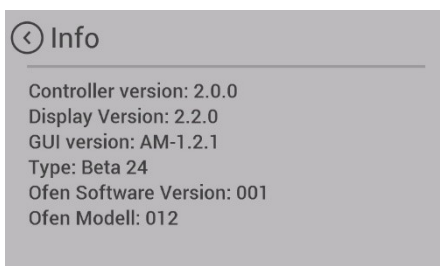 Info
Controller version: 2.0.0
Display Version: 2.2.0
GUI version: AM-1.2.1
Type: Beta 24
Ofen Software Version: 001
Ofen Modell: 012